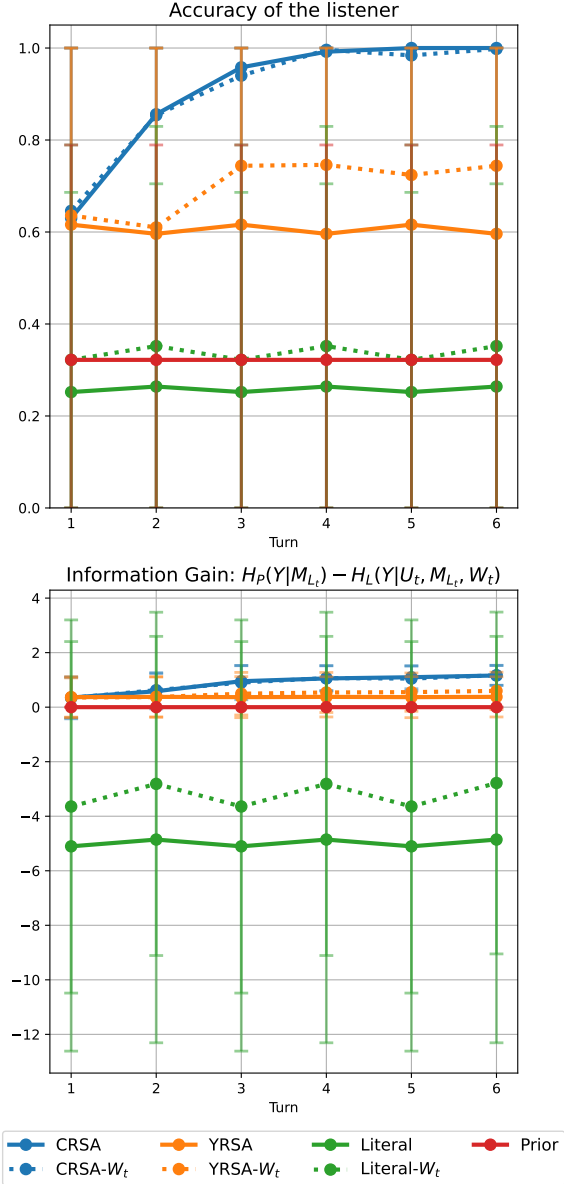 Accuracy of the listener
1.0
0.8
0.6
0.4
0.2
0.0
1 2 3 4 5 6
Turn
Information Gain: $H_P(Y|M_{L_t}) - H_L(Y|U_t, M_{L_t}, W_t)$
4
2
0
−2
−4
−6
−8
−10
−12
1 2 3 4 5 6
Turn
CRSA YRSA Literal Prior
CRSA-$W_t$ YRSA-$W_t$ Literal-$W_t$